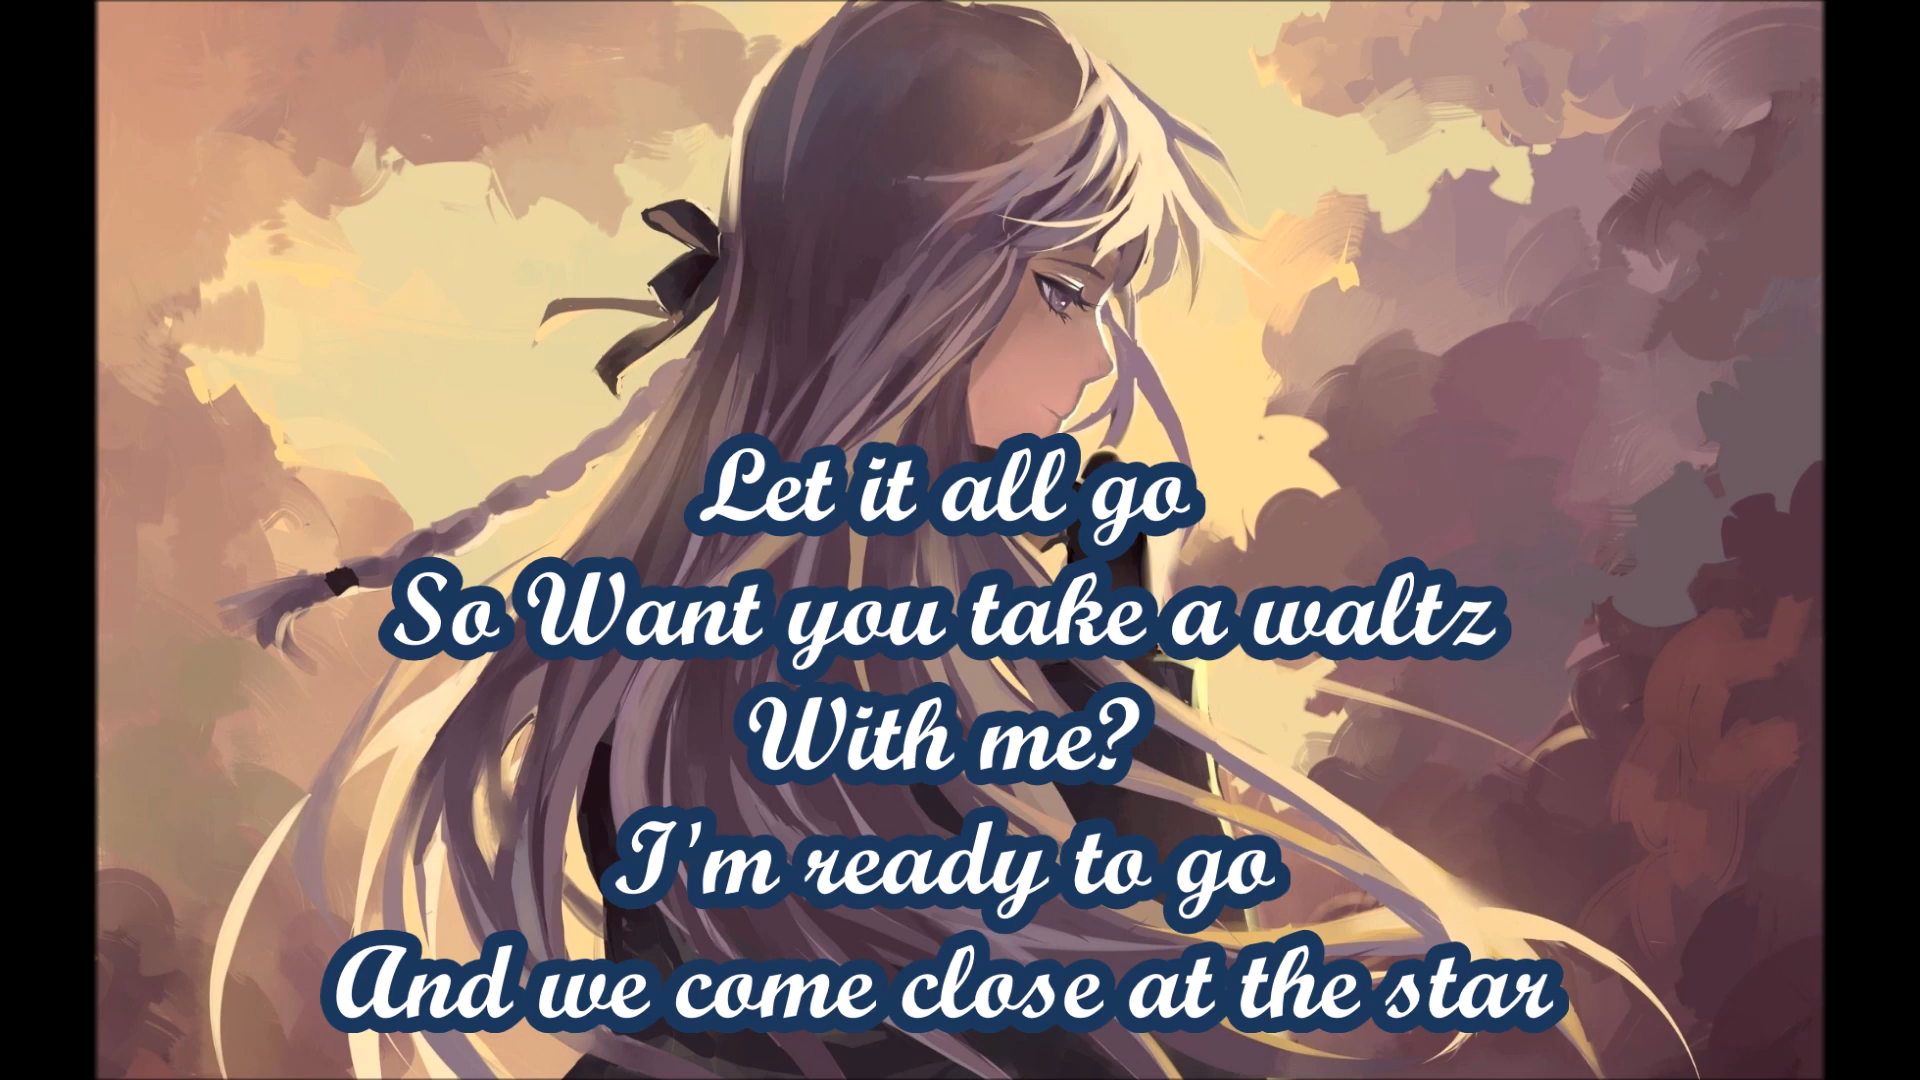 Let it all go
So Want you take a waltz
With me?
I'm ready to go
And we come close at the star